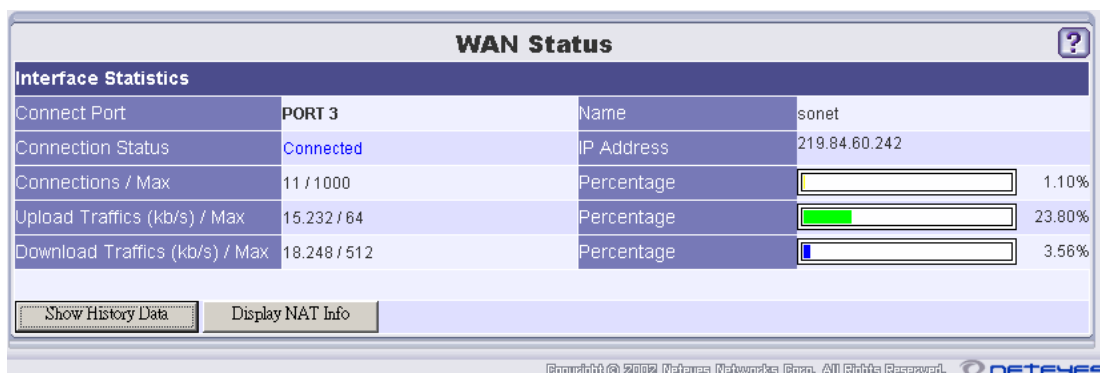 WAN Status
?
Interface Statistics
Connect Port PORT 3 Name sonet
Connection Status Connected IP Address 219.84.60.242
Connections / Max 11 / 1000 Percentage 1.10%
Upload Traffics (kb/s) / Max 15.232 / 64 Percentage 23.80%
Download Traffics (kb/s) / Max 18.248 / 512 Percentage 3.56%
Show History Data Display NAT Info
Copyright @ 2002 Neteyes Networks Corp. All Rights Reserved. NETEYES